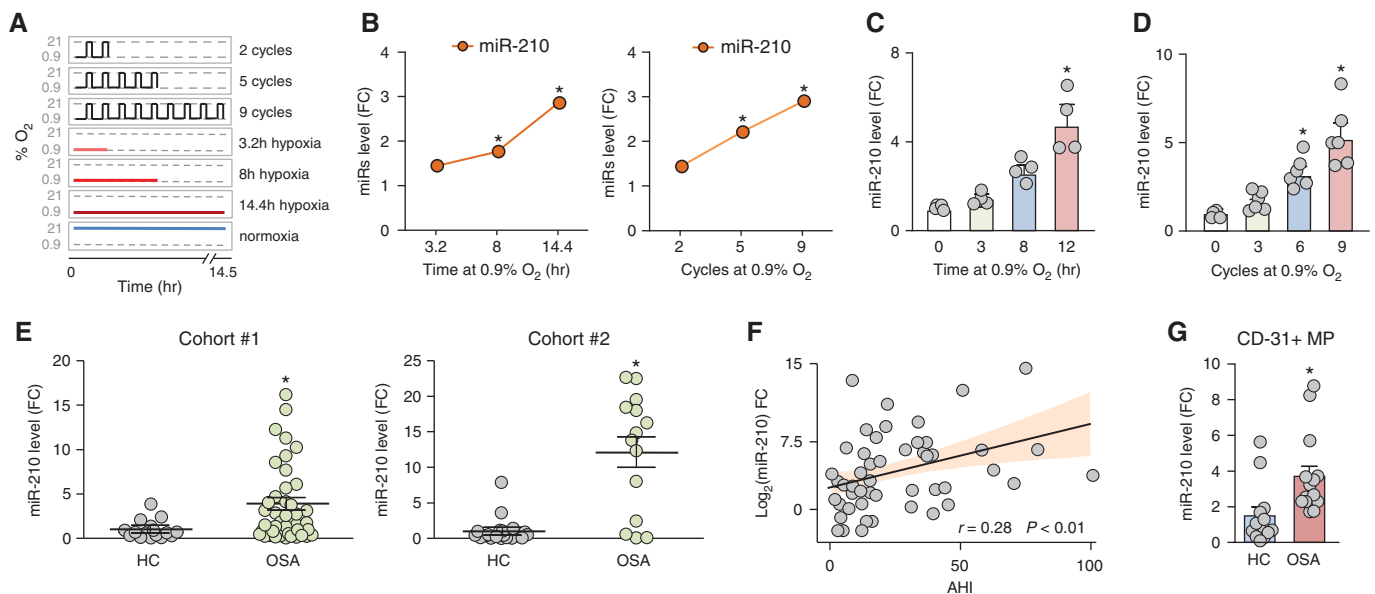 A
% O2
21
0.9
2 cycles
21
0.9
5 cycles
21
0.9
9 cycles
21
0.9
3.2h hypoxia
21
0.9
8h hypoxia
21
0.9
14.4h hypoxia
21
0.9
normoxia
0
14.5
Time (hr)
B
miR-210
miRs level (FC)
4
3
2
1
0
*
*
3.2
8
14.4
Time at 0.9% O2 (hr)
miR-210
miRs level (FC)
4
3
2
1
0
*
*
2
5
9
Cycles at 0.9% O2
C
miR-210 level (FC)
8
4
0
*
0
3
8
12
Time at 0.9% O2 (hr)
D
miR-210 level (FC)
10
5
0
*
*
0
3
6
9
Cycles at 0.9% O2
E
Cohort #1
miR-210 level (FC)
20
15
10
5
0
*
HC
OSA
Cohort #2
miR-210 level (FC)
25
20
15
10
5
0
*
HC
OSA
F
Log2(miR-210) FC
15
7.5
0
r = 0.28 P < 0.01
0
50
100
AHI
G
CD-31+ MP
miR-210 level (FC)
10
8
6
4
2
0
*
HC
OSA